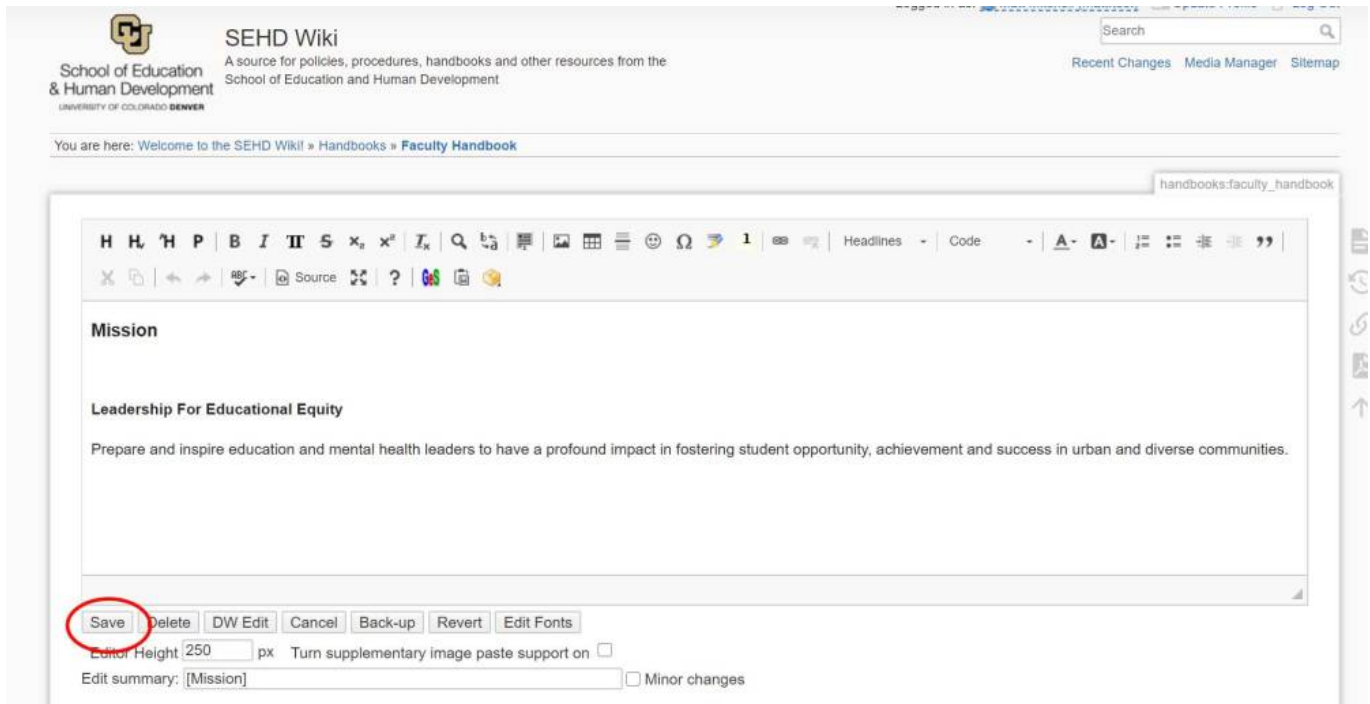 Search
SEHD Wiki
A source for policies, procedures, handbooks and other resources from the
School of Education and Human Development
School of Education
& Human Development
UNIVERSITY OF COLORADO DENVER
Recent Changes Media Manager Sitemap
You are here: Welcome to the SEHD Wiki! » Handbooks » Faculty Handbook
handbooks:faculty_handbook
Headlines Code
Source
Mission
Leadership For Educational Equity
Prepare and inspire education and mental health leaders to have a profound impact in fostering student opportunity, achievement and success in urban and diverse communities.
Save Delete DW Edit Cancel Back-up Revert Edit Fonts
Editor Height 250 px Turn supplementary image paste support on
Edit summary: [Mission] Minor changes